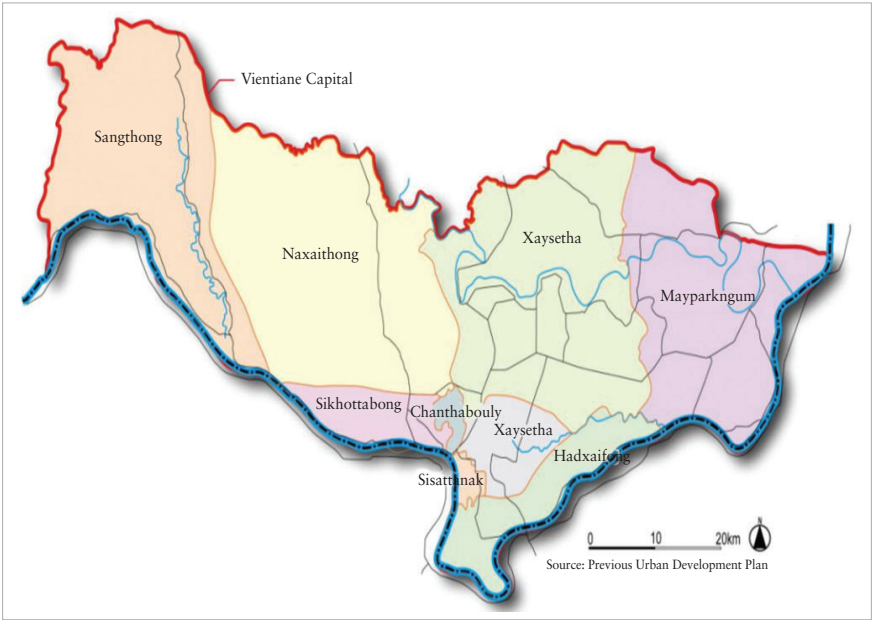 Vientiane Capital
Sangthong
Xaysetha
Naxaithong
Mayparkngum
Sikhottabong
Chanthabouly
Xaysetha
Hadxaifong
Sisattanak
N
0 10 20km
Source: Previous Urban Development Plan